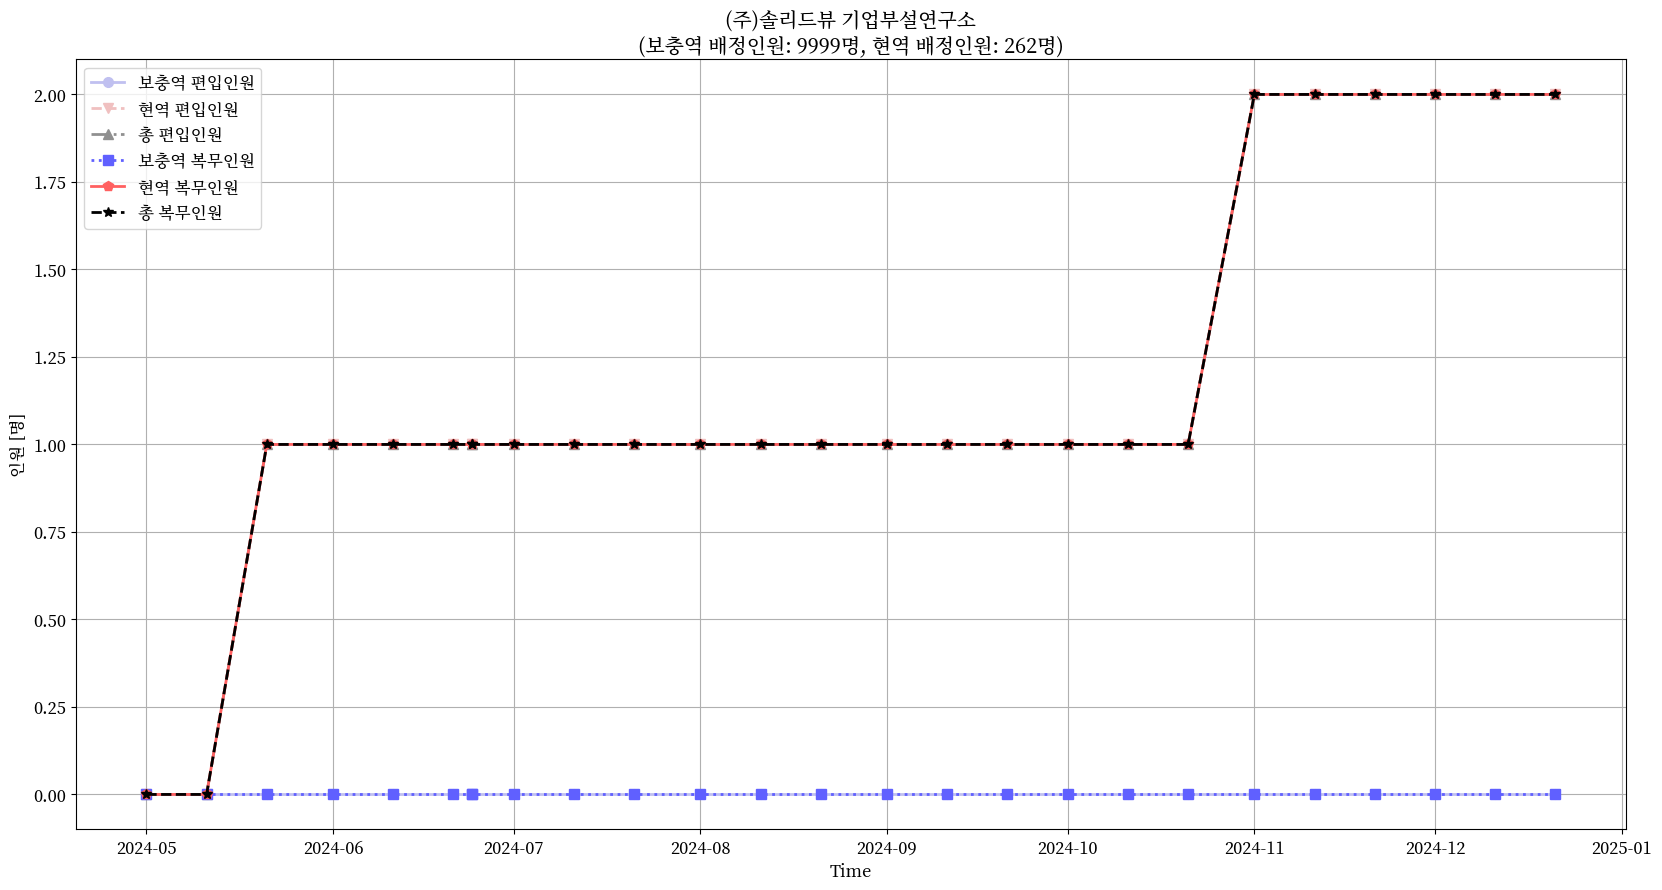 (주)솔리드뷰 기업부설연구소
(보충역 배정인원: 9999명, 현역 배정인원: 262명)
보충역 편입인원
현역 편입인원
총 편입인원
보충역 복무인원
현역 복무인원
총 복무인원
인원 [명]
2.00
1.75
1.50
1.25
1.00
0.75
0.50
0.25
0.00
2024-05 2024-06 2024-07 2024-08 2024-09 2024-10 2024-11 2024-12 2025-01
Time